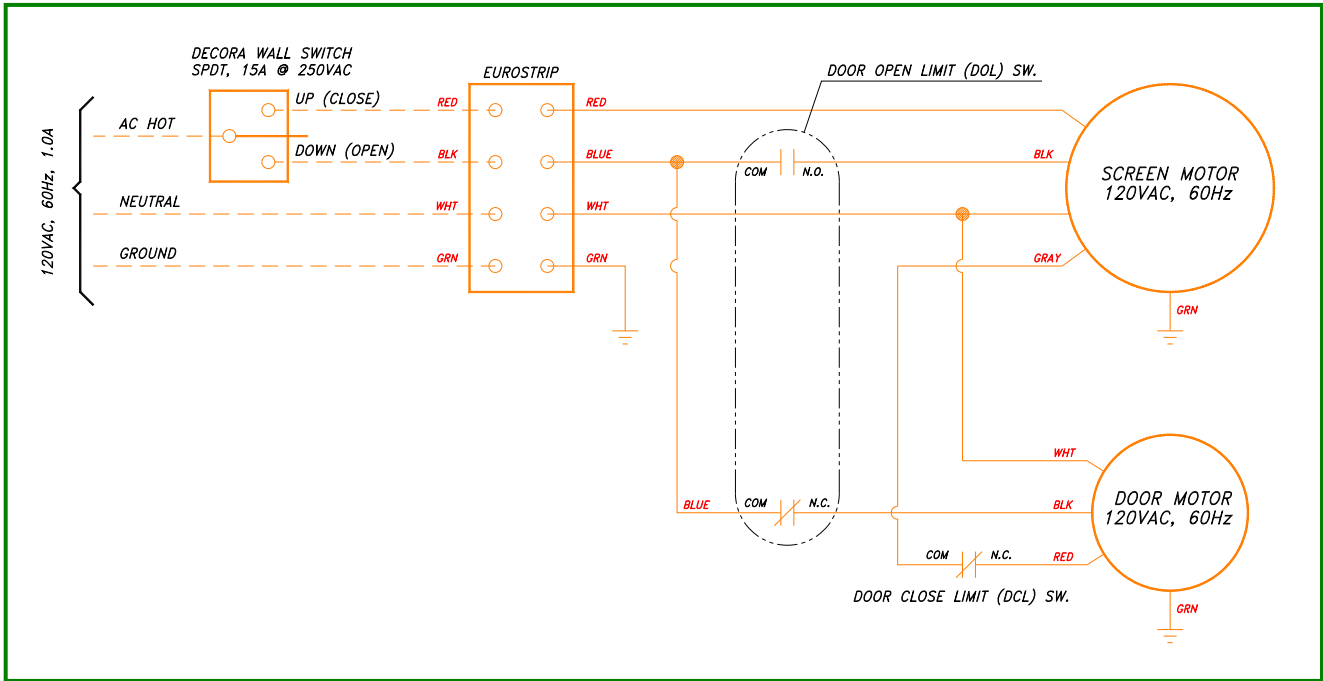 DECORA WALL SWITCH
SPDT, 15A @ 250VAC
EUROSTRIP
DOOR OPEN LIMIT (DOL) SW.
UP (CLOSE)
RED
RED
AC HOT
DOWN (OPEN)
BLK
BLUE
COM
N.O.
BLK
SCREEN MOTOR
120VAC, 60Hz
120VAC, 60Hz, 1.0A
NEUTRAL
WHT
WHT
GROUND
GRN
GRN
GRAY
GRN
WHT
BLUE
COM
N.C.
BLK
DOOR MOTOR
120VAC, 60Hz
COM
N.C.
RED
DOOR CLOSE LIMIT (DCL) SW.
GRN